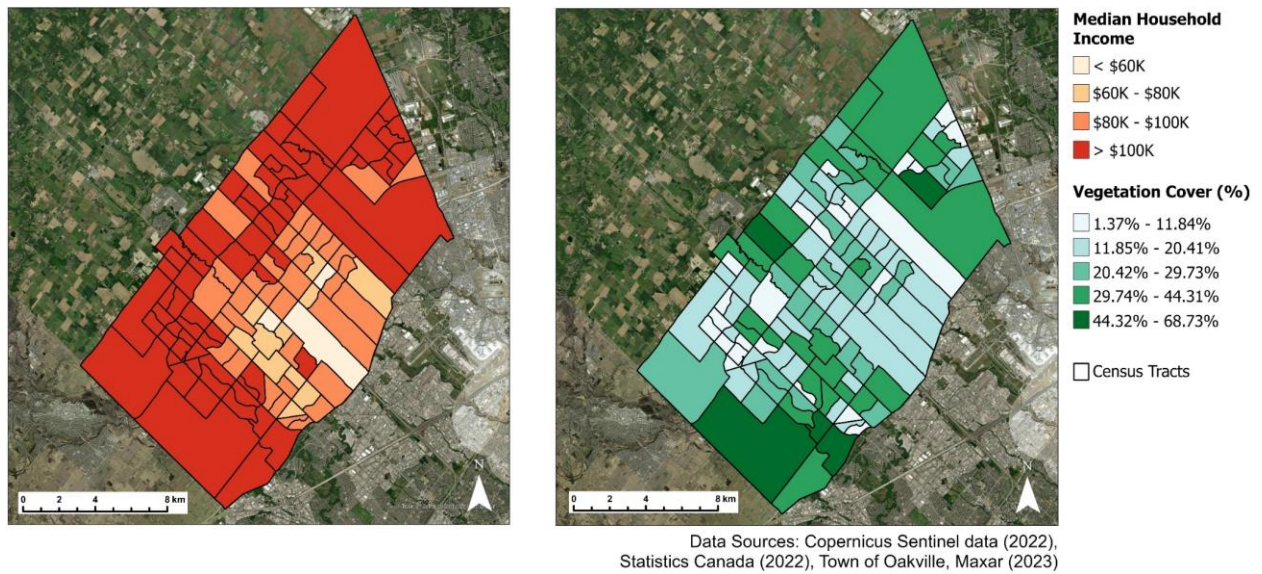 Median Household
Income
< $60K
$60K - $80K
$80K - $100K
> $100K
Vegetation Cover (%)
1.37% - 11.84%
11.85% - 20.41%
20.42% - 29.73%
29.74% - 44.31%
44.32% - 68.73%
Census Tracts
0 2 4 8 km
N
0 2 4 8 km
N
Data Sources: Copernicus Sentinel data (2022),
Statistics Canada (2022), Town of Oakville, Maxar (2023)